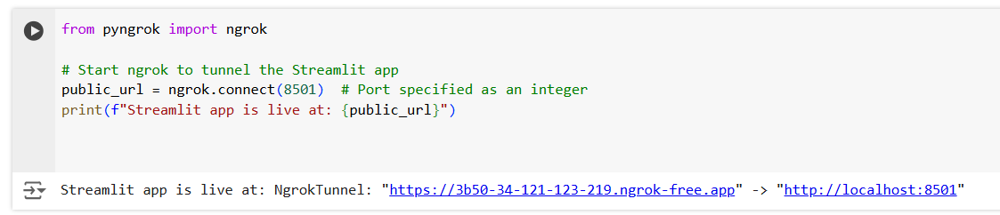 from pyngrok import ngrok
# Start ngrok to tunnel the Streamlit app
public_url = ngrok.connect(8501)  # Port specified as an integer
print(f"Streamlit app is live at: {public_url}")
Streamlit app is live at: NgrokTunnel: "https://3b50-34-121-123-219.ngrok-free.app" -> "http://localhost:8501"